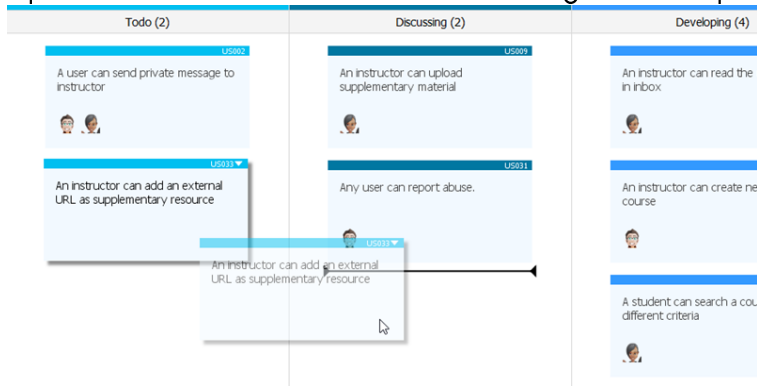 Todo (2)
Discussing (2)
Developing (4)
US002
A user can send private message to
instructor
US033
An instructor can add an external
URL as supplementary resource
US009
An instructor can upload
supplementary material
US031
Any user can report abuse.
US033
An instructor can add an external
URL as supplementary resource
An instructor can read the
in inbox
An instructor can create ne
course
A student can search a cou
different criteria